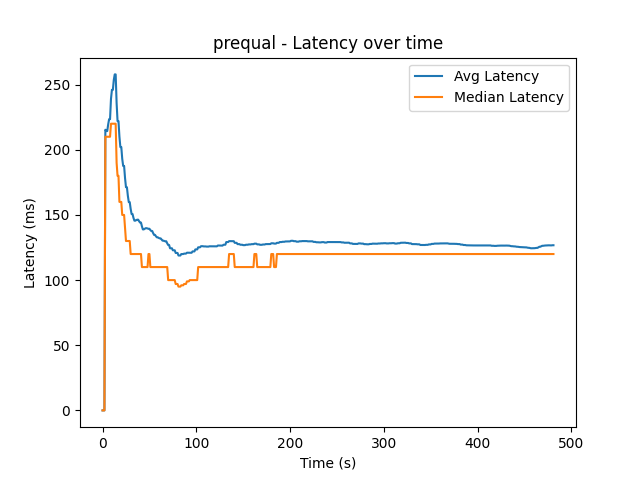 prequal - Latency over time
Avg Latency
Median Latency
Latency (ms)
250
200
150
100
50
0
0 100 200 300 400 500
Time (s)